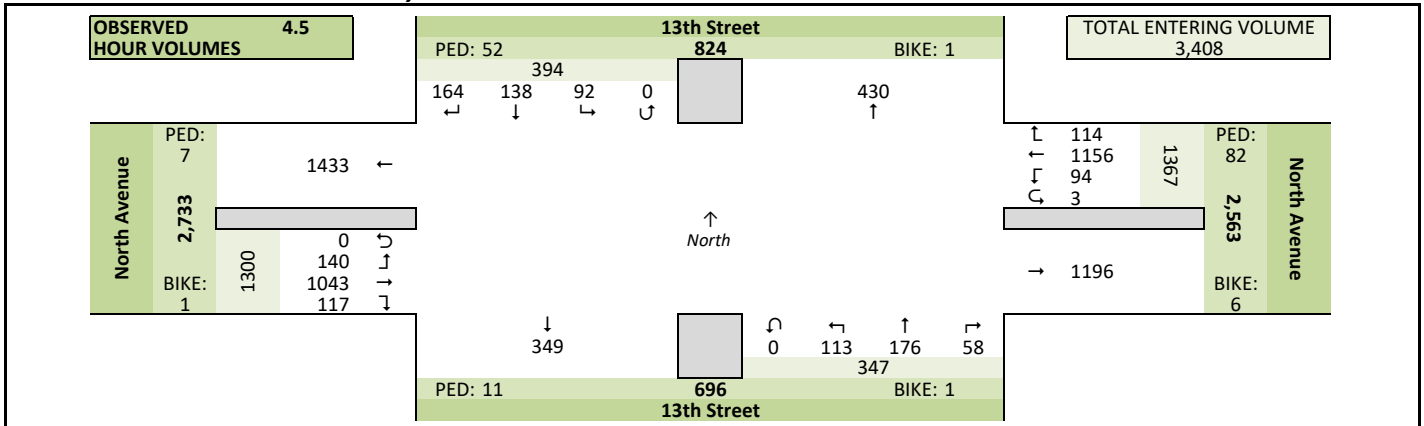 OBSERVED 4.5
HOUR VOLUMES
13th Street
PED: 52 824 BIKE: 1
394
164 138 92 0
↵ ↓ ↳ ↺
430
↑
TOTAL ENTERING VOLUME
3,408
North Avenue
PED:
7
2,733
BIKE:
1
1433 ←
1300
0
140
1043 →
117
↑
North
114
← 1156
94
3
1367
PED:
82
2,563
BIKE:
6
North Avenue
→ 1196
↓
349
↑
0 113 176 58
347
PED: 11 696 BIKE: 1
13th Street